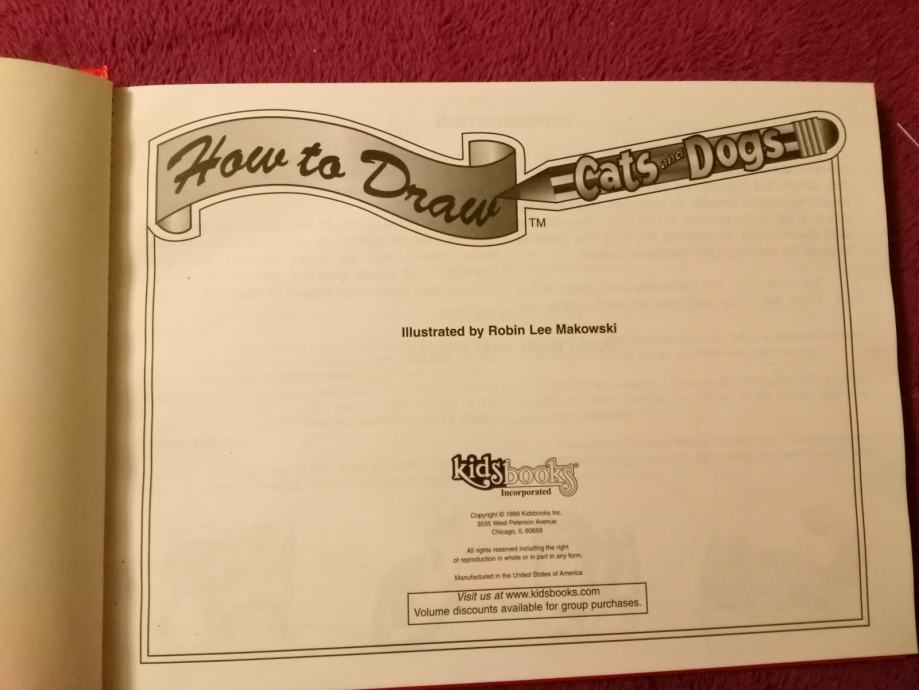 How to Draw Cats and Dogs TM
Illustrated by Robin Lee Makowski
kidsbooks®
Incorporated
Copyright © 1999 Kidsbooks Inc.
3535 West Peterson Avenue
Chicago, IL 60659
All rights reserved including the right
of reproduction in whole or in part in any form.
Manufactured in the United States of America
Visit us at www.kidsbooks.com
Volume discounts available for group purchases.